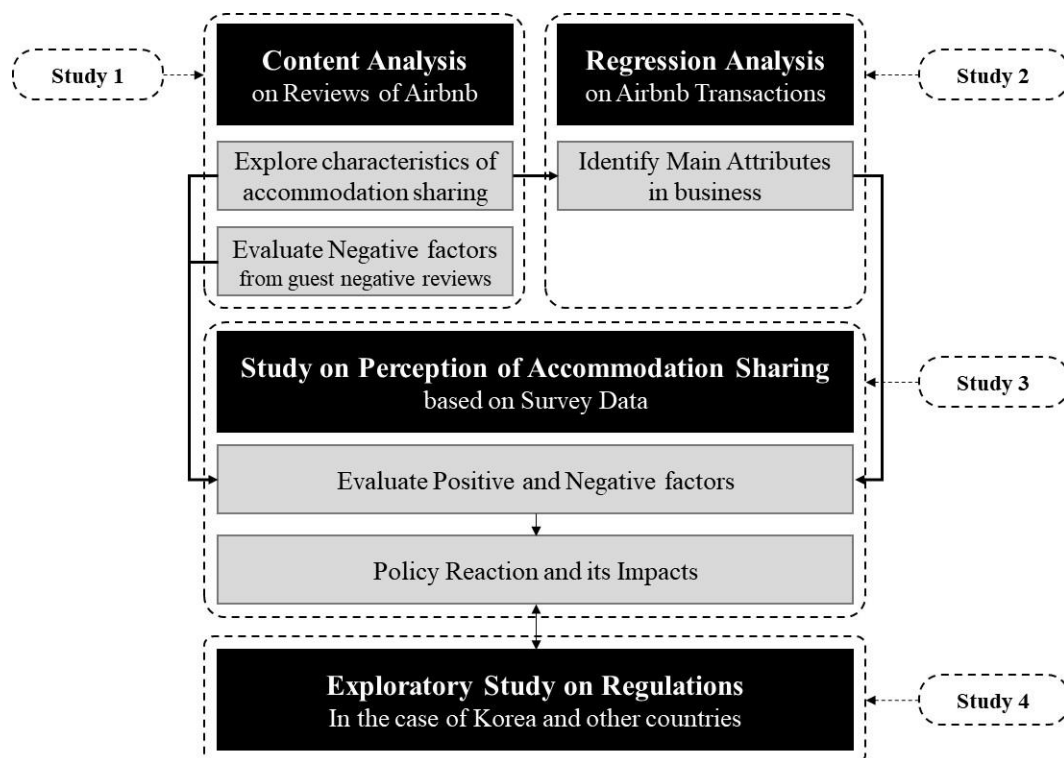 Study 1
Content Analysis
on Reviews of Airbnb
Explore characteristics of
accommodation sharing
Evaluate Negative factors
from guest negative reviews
Regression Analysis
on Airbnb Transactions
Identify Main Attributes
in business
Study 2
Study on Perception of Accommodation Sharing
based on Survey Data
Study 3
Evaluate Positive and Negative factors
Policy Reaction and its Impacts
Exploratory Study on Regulations
In the case of Korea and other countries
Study 4